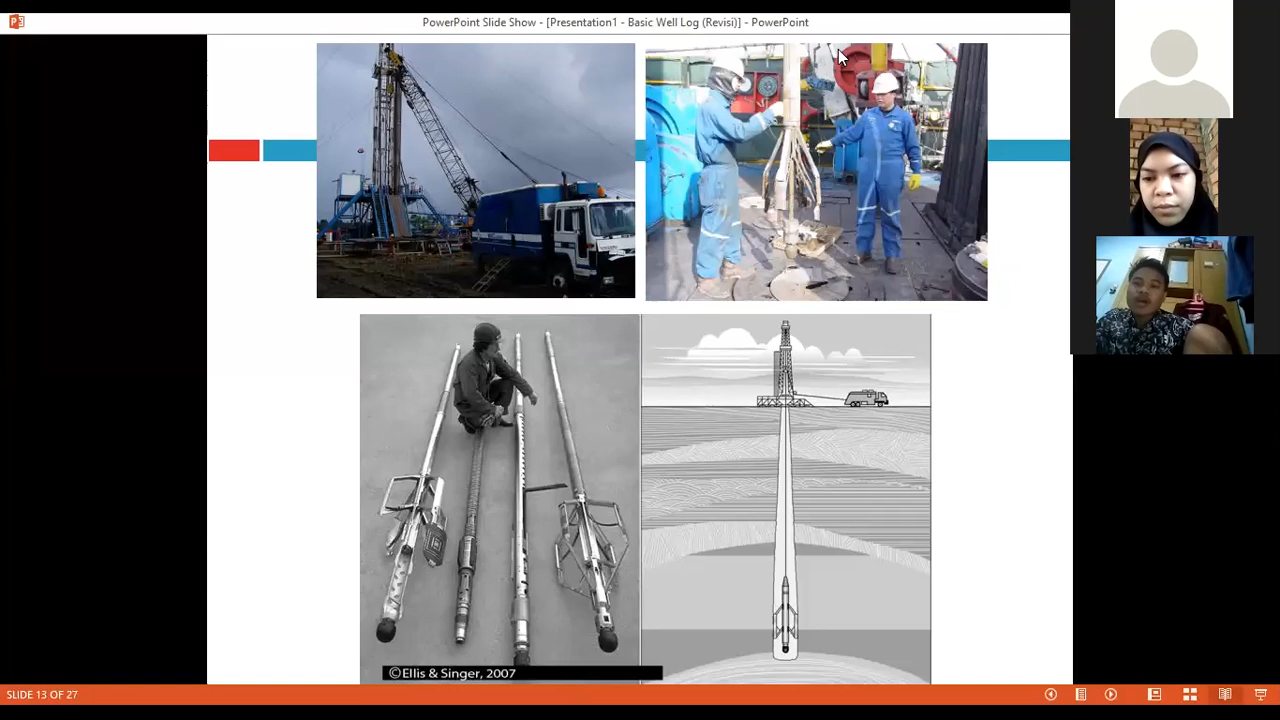 PowerPoint Slide Show - [Presentation1 - Basic Well Log (Revisi)] - PowerPoint
©Ellis & Singer, 2007
SLIDE 13 OF 27